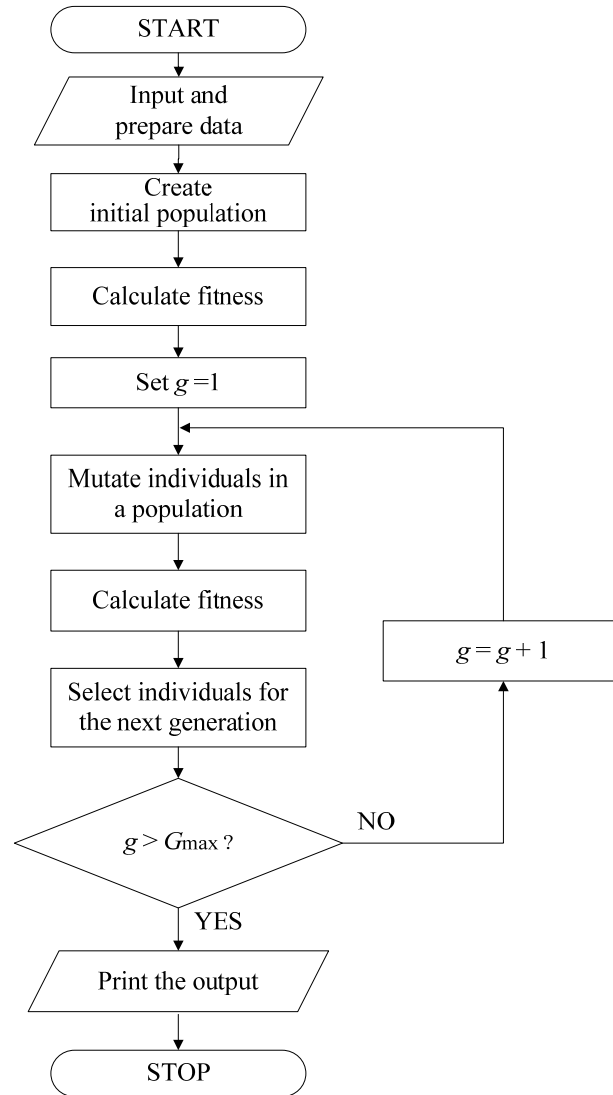 START
Input and
prepare data
Create
initial population
Calculate fitness
Set g =1
Mutate individuals in
a population
Calculate fitness
g = g + 1
Select individuals for
the next generation
g > Gmax ?
NO
YES
Print the output
STOP